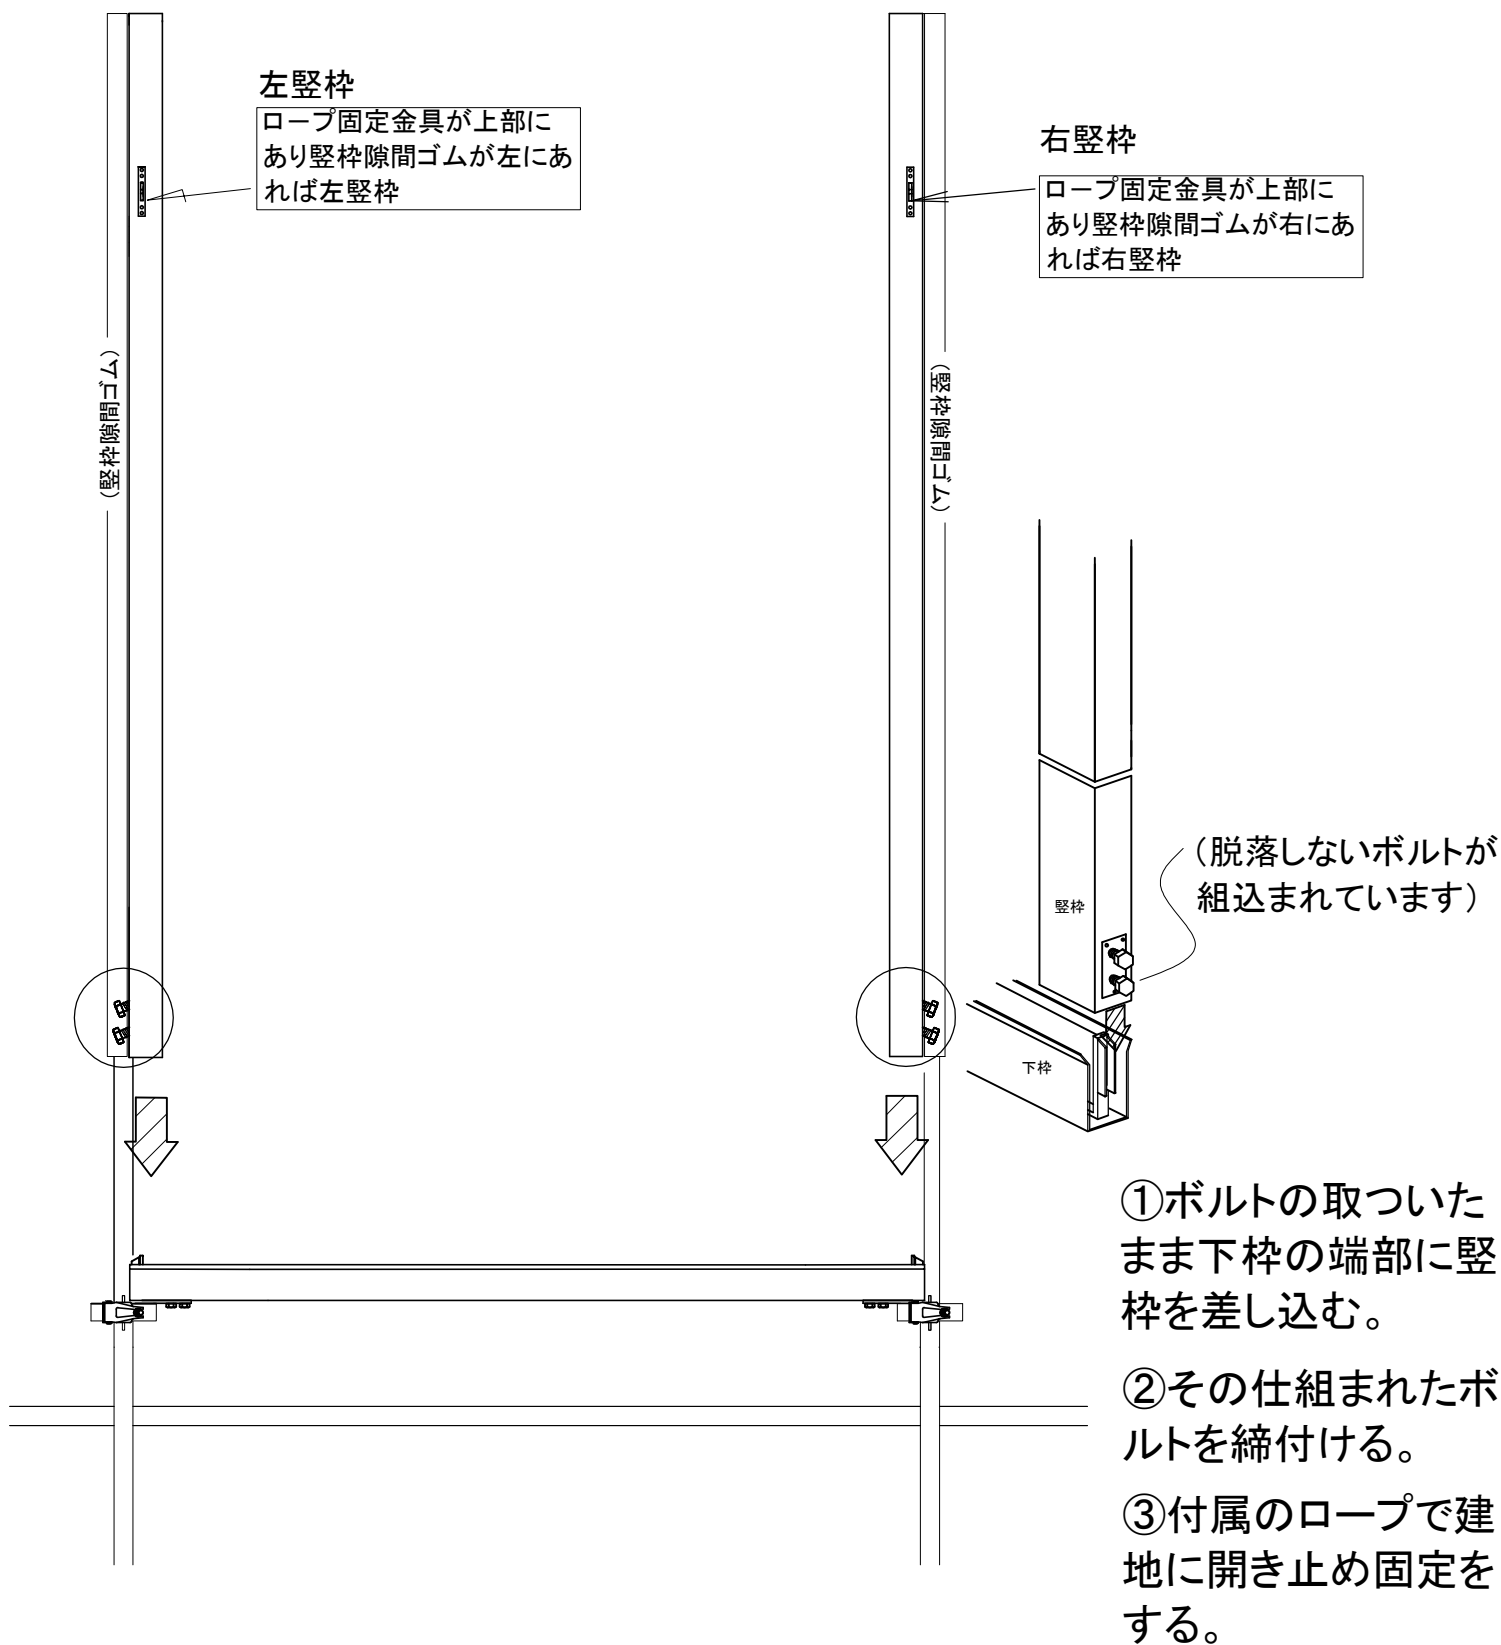 左竪枠
ロープ固定金具が上部に
あり竪枠隙間ゴムが左にあ
れば左竪枠
右竪枠
ロープ固定金具が上部に
あり竪枠隙間ゴムが右にあ
れば右竪枠
（竪枠隙間ゴム）
（竪枠隙間ゴム）
（脱落しないボルトが
組込まれています）
竪枠
下枠
①ボルトの取ついた
まま下枠の端部に竪
枠を差し込む。
②その仕組まれたボ
ルトを締付ける。
③付属のロープで建
地に開き止め固定を
する。